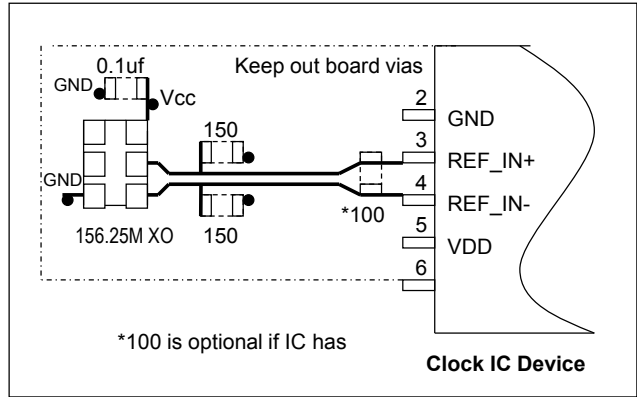 0.1uf
Keep out board vias
GND
Vcc
2
GND
150
3
REF_IN+
GND
4
REF_IN-
*100
156.25M XO
150
5
VDD
6
*100 is optional if IC has
Clock IC Device